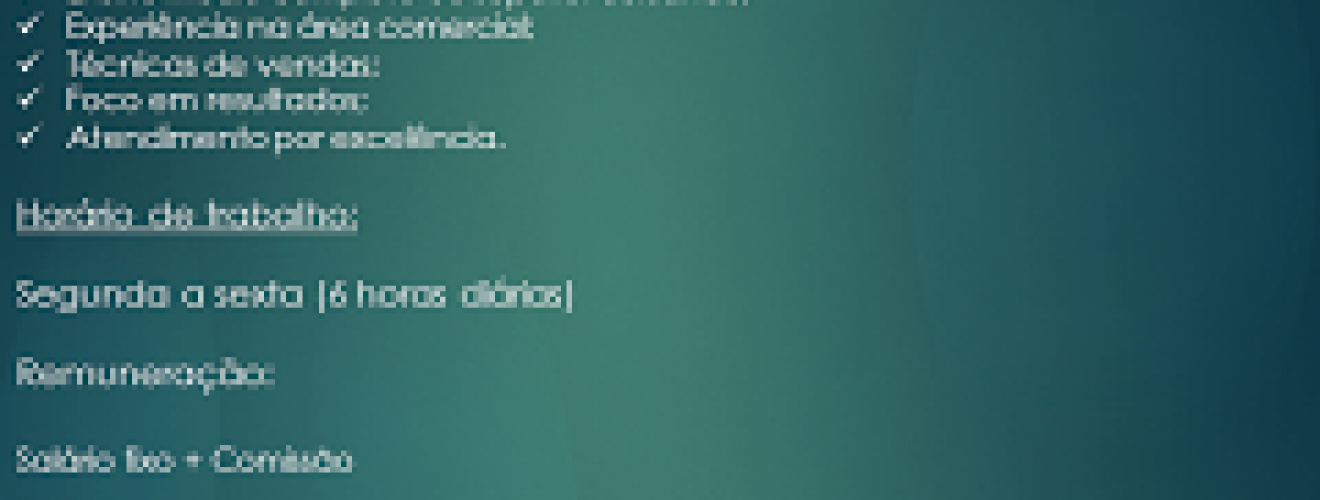 ✓ Experiência na área comercial;
✓ Técnicas de vendas;
✓ Foco em resultados;
✓ Atendimento por excelência.
Horário de trabalho:
Segunda a sexta (6 horas diárias)
Remuneração:
Salário fixo + Comissão